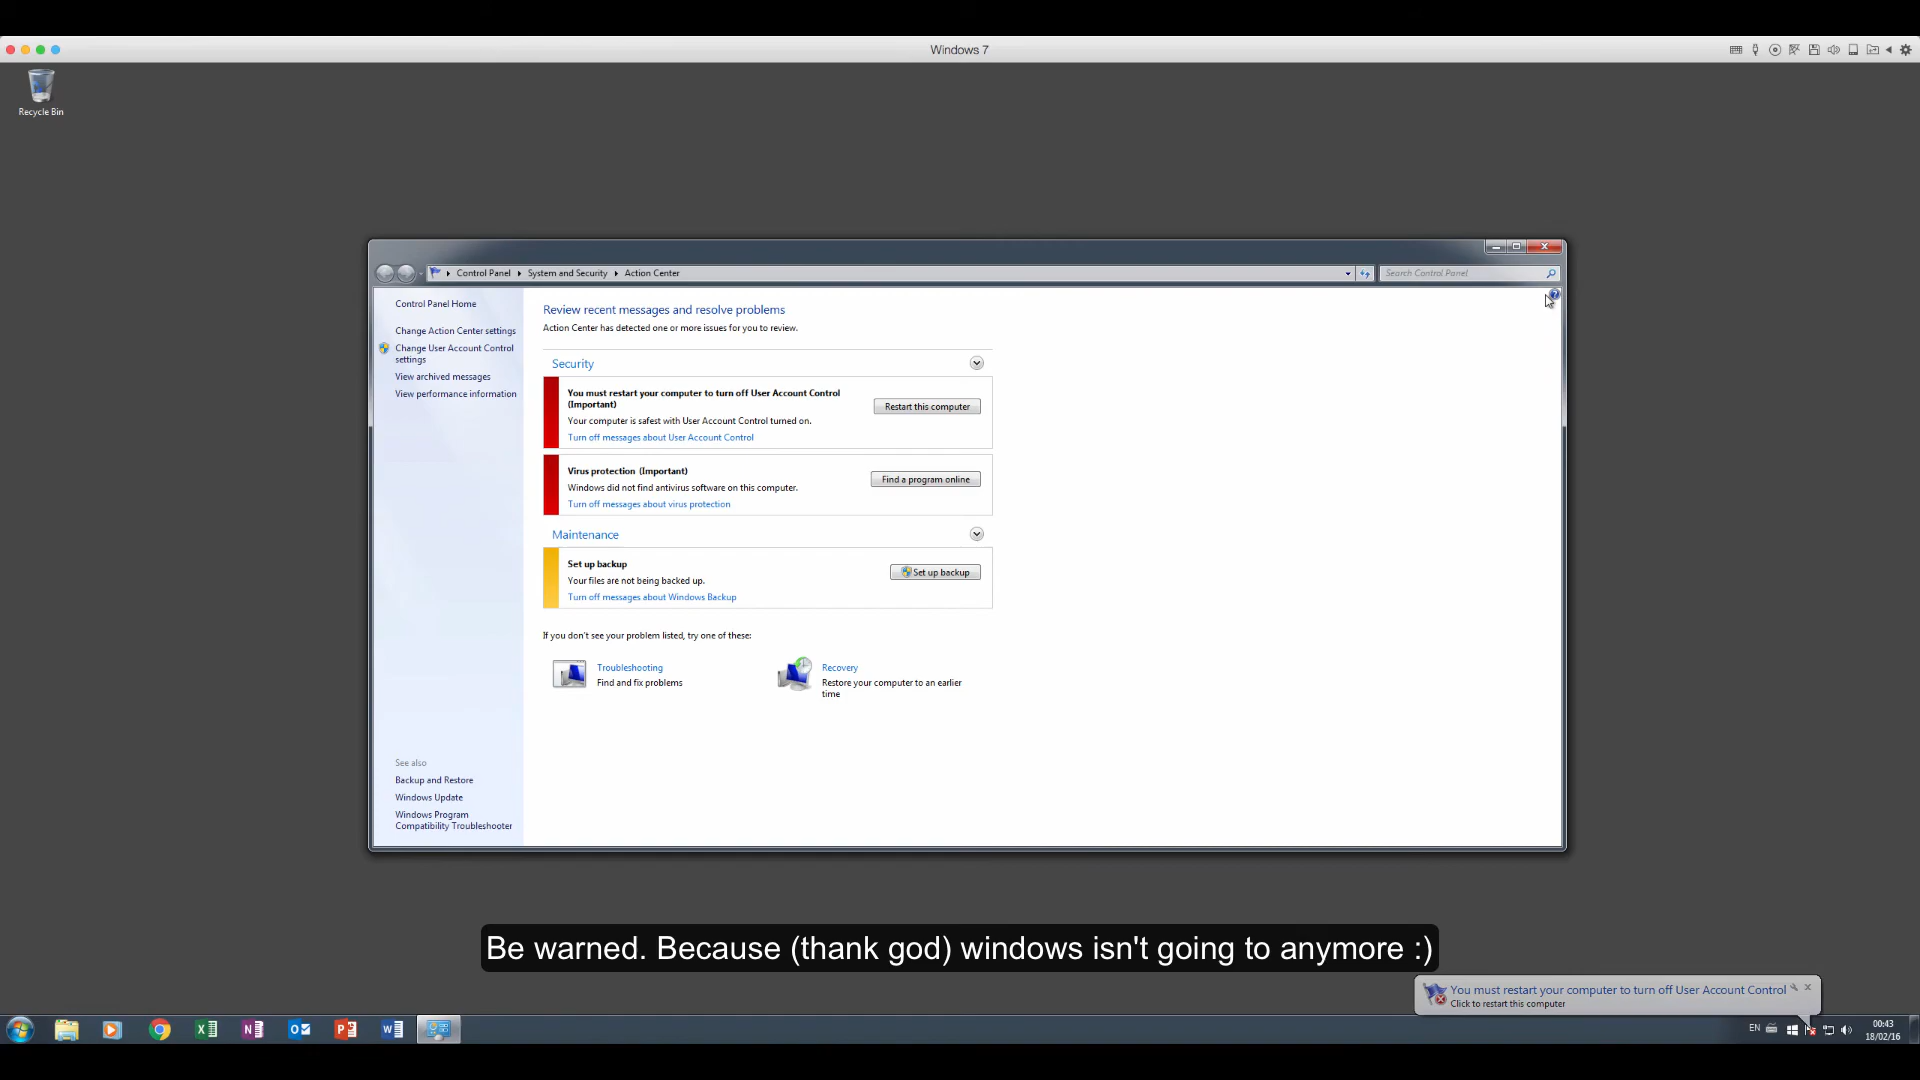 Windows 7
Recycle Bin
Control Panel
System and Security
Action Center
Search Control Panel
Control Panel Home
Change Action Center settings
Change User Account Control
settings
View archived messages
View performance information
Review recent messages and resolve problems
Action Center has detected one or more issues for you to review.
Security
You must restart your computer to turn off User Account Control
(Important)
Your computer is safest with User Account Control turned on.
Turn off messages about User Account Control
Restart this computer
Virus protection (Important)
Windows did not find antivirus software on this computer.
Turn off messages about virus protection
Find a program online
Maintenance
Set up backup
Your files are not being backed up.
Turn off messages about Windows Backup
Set up backup
If you don't see your problem listed, try one of these:
Troubleshooting
Find and fix problems
Recovery
Restore your computer to an earlier
time
See also
Backup and Restore
Windows Update
Windows Program
Compatibility Troubleshooter
Be warned. Because (thank god) windows isn't going to anymore :)
You must restart your computer to turn off User Account Control
Click to restart this computer
EN
00:43
18/02/16